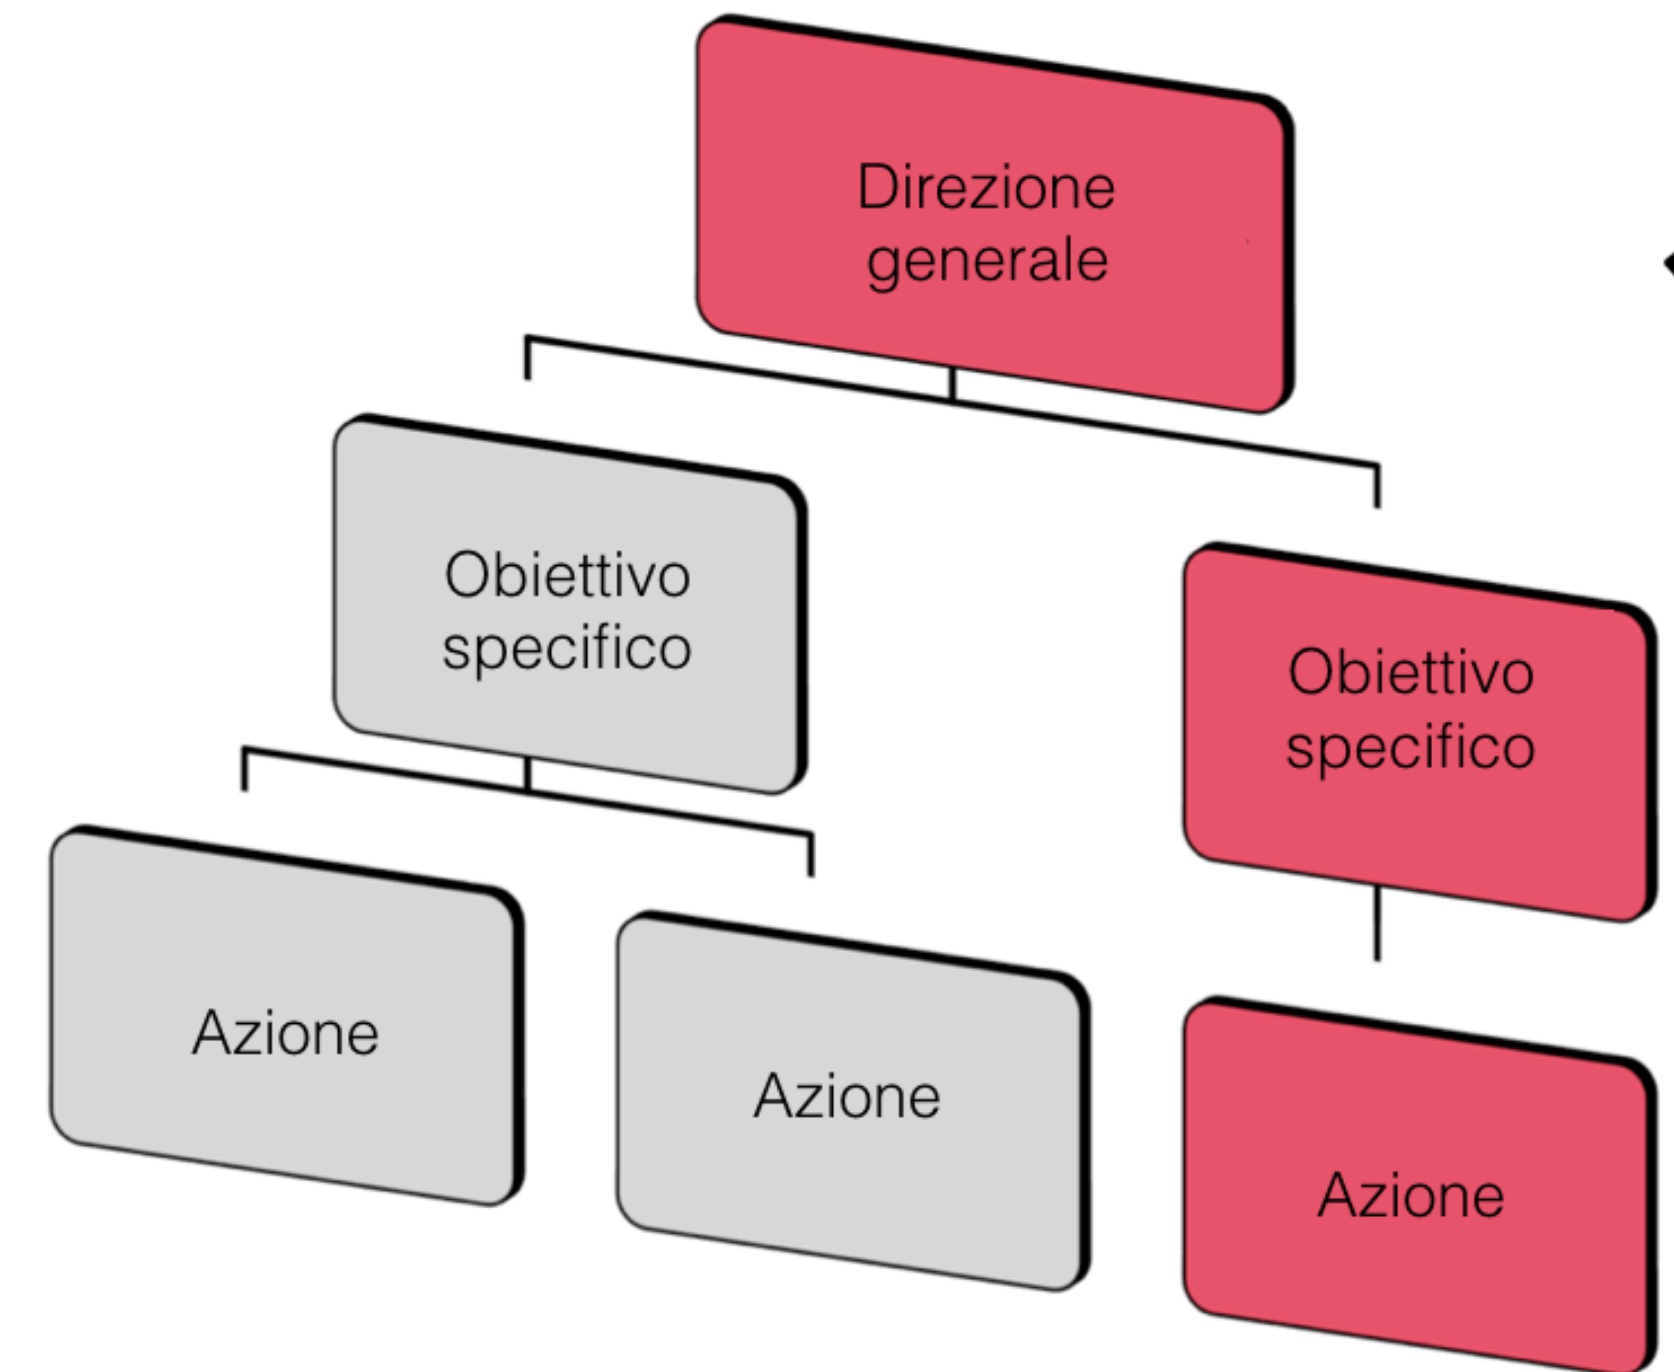 Direzione
generale
Obiettivo
specifico
Obiettivo
specifico
Azione
Azione
Azione